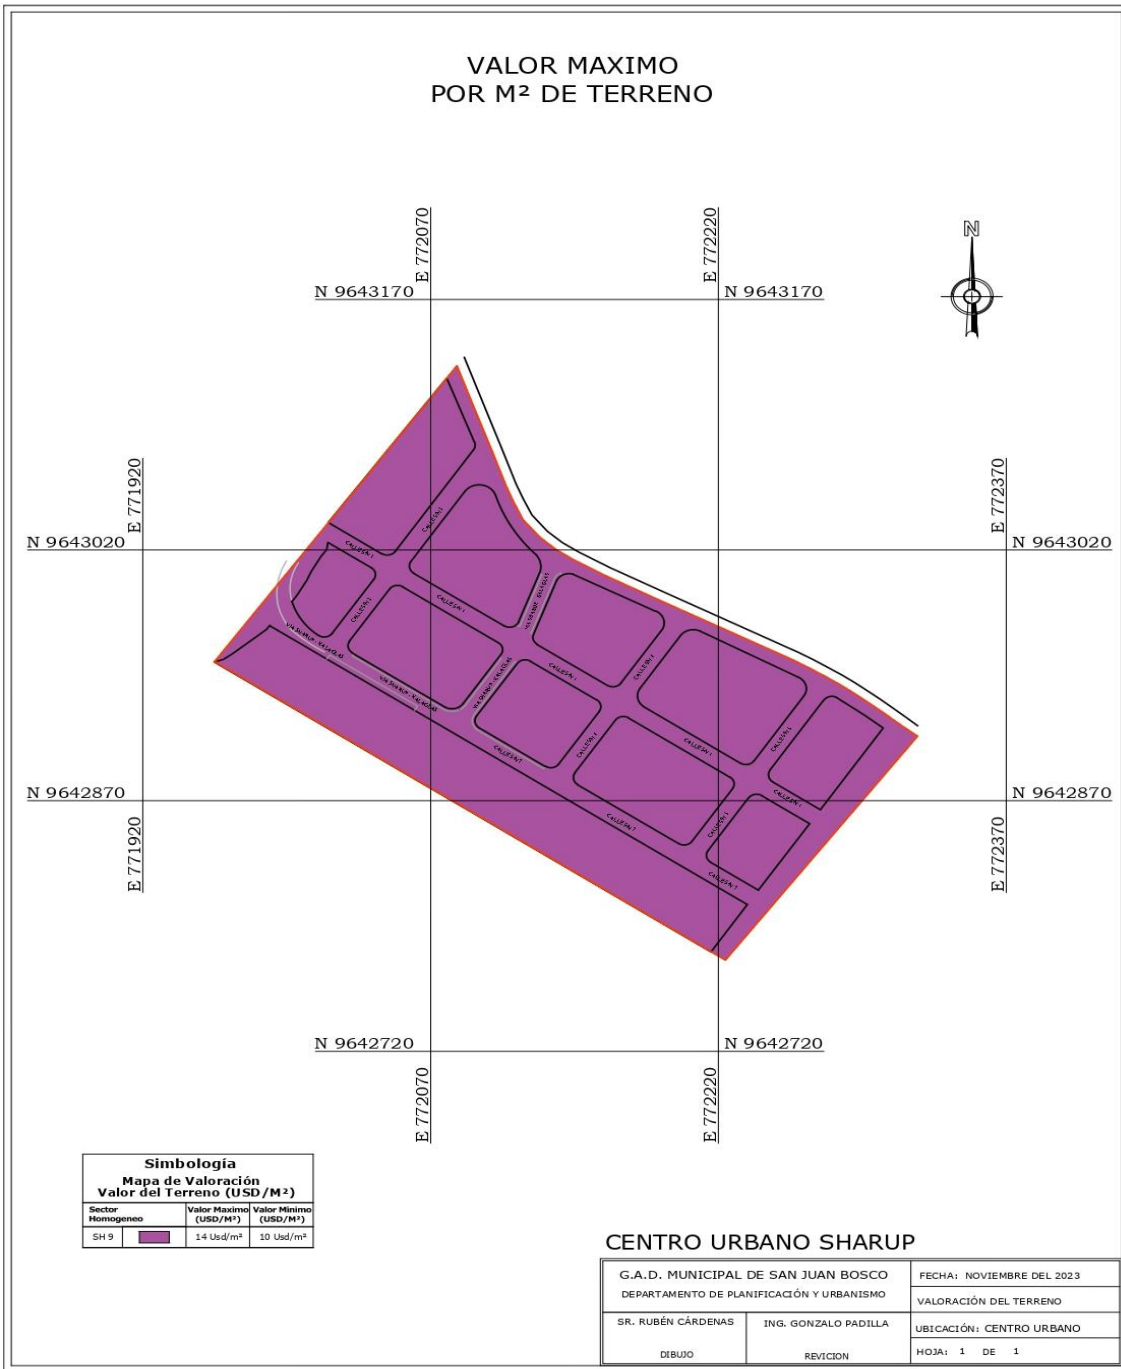 VALOR MAXIMO
POR M² DE TERRENO
E 772070
E 772220
N
N 9643170
N 9643170
E 771920
E 772370
N 9643020
N 9643020
VIA SHARUP - KALAGLAS
N 9642870
N 9642870
E 771920
E 772370
N 9642720
N 9642720
E 772070
E 772220
Simbología
Mapa de Valoración
Valor del Terreno (USD/M²)
Sector Homogeneo
Valor Maximo (USD/M²)
Valor Minimo (USD/M²)
SH 9
14 Usd/m²
10 Usd/m²
CENTRO URBANO SHARUP
G.A.D. MUNICIPAL DE SAN JUAN BOSCO
DEPARTAMENTO DE PLANIFICACIÓN Y URBANISMO
FECHA: NOVIEMBRE DEL 2023
VALORACIÓN DEL TERRENO
SR. RUBÉN CÁRDENAS
DIBUJO
ING. GONZALO PADILLA
REVICION
UBICACIÓN: CENTRO URBANO
HOJA: 1 DE 1